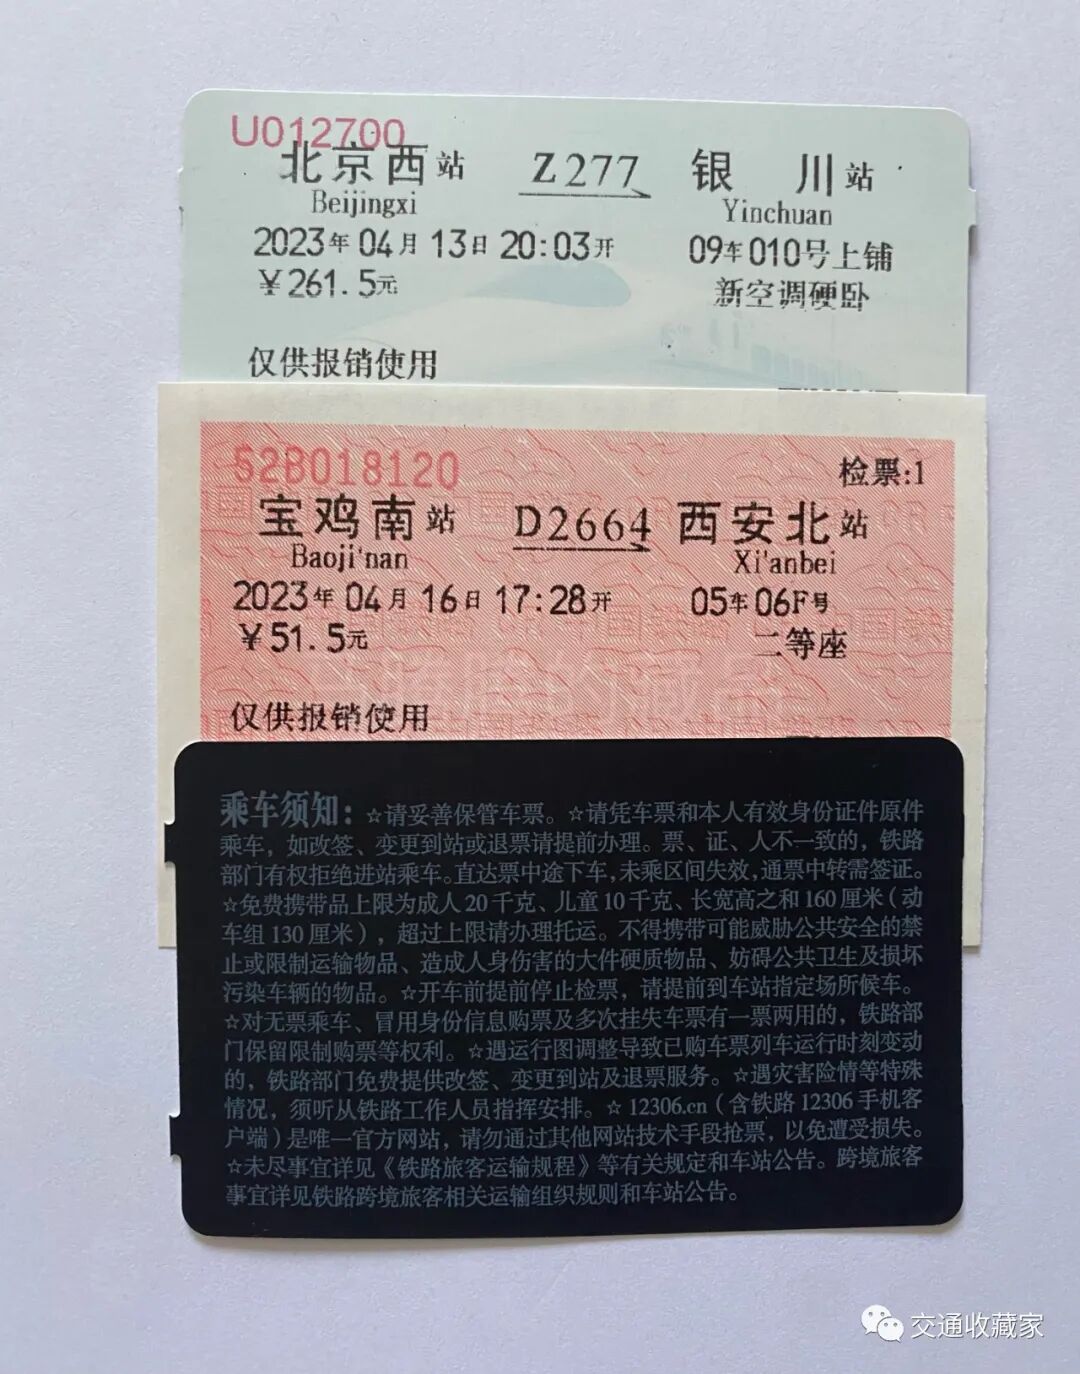 U012700
北京西站 Z277 银川站
Beijingxi Yinchuan
2023年04月13日20:03开 09车010号上铺
￥261.5元 新空调硬卧
仅供报销使用
52B018120 检票:1
宝鸡南站 D2664 西安北站
Baoji'nan Xi'anbei
2023年04月16日17:28开 05车06F号
￥51.5元 二等座
仅供报销使用
乘车须知：☆请妥善保管车票。☆请凭车票和本人有效身份证件原件
乘车，如改签、变更到站或退票请提前办理。票、证、人不一致的，铁路
部门有权拒绝进站乘车。直达票中途下车，未乘区间失效，通票中转需签证。
☆免费携带品上限为成人20千克、儿童10千克、长宽高之和160厘米（动
车组130厘米），超过上限请办理托运。不得携带可能威胁公共安全的禁
止或限制运输物品、造成人身伤害的大件硬质物品、妨碍公共卫生及损坏
污染车辆的物品。☆开车前提前停止检票，请提前到车站指定场所候车。
☆对无票乘车、冒用身份信息购票及多次挂失车票有一票两用的，铁路部
门保留限制购票等权利。☆遇运行图调整导致已购车票列车运行时刻变动
的，铁路部门免费提供改签、变更到站及退票服务。☆遇灾害险情等特殊
情况，须听从铁路工作人员指挥安排。☆12306.cn（含铁路12306手机客
户端）是唯一官方网站，请勿通过其他网站技术手段抢票，以免遭受损失。
☆未尽事宜详见《铁路旅客运输规程》等有关规定和车站公告。跨境旅客
事宜详见铁路跨境旅客相关运输组织规则和车站公告。
交通收藏家